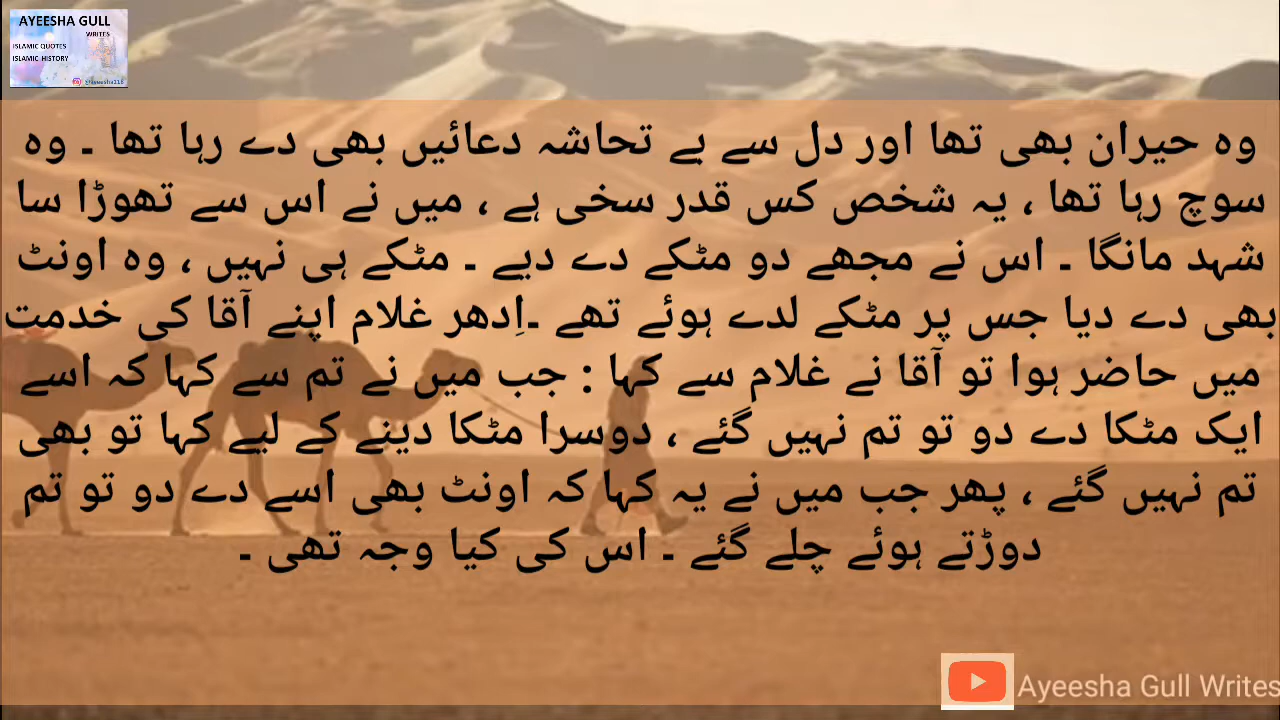 AYEESHA GULL
WRITES
ISLAMIC QUOTES
ISLAMIC HISTORY
وہ حیران بھی تھا اور دل سے بے تحاشہ دعائیں بھی دے رہا تھا ۔ وہ
سوچ رہا تھا ، یہ شخص کس قدر سخی ہے ، میں نے اس سے تھوڑا سا
شہد مانگا ۔ اس نے مجھے دو مٹکے دے دیے ۔ مٹکے ہی نہیں ، وہ اونٹ
بھی دے دیا جس پر مٹکے لدے ہوئے تھے ۔اِدھر غلام اپنے آقا کی خدمت
میں حاضر ہوا تو آقا نے غلام سے کہا : جب میں نے تم سے کہا کہ اسے
ایک مٹکا دے دو تو تم نہیں گئے ، دوسرا مٹکا دینے کے لیے کہا تو بھی
تم نہیں گئے ، پھر جب میں نے یہ کہا کہ اونٹ بھی اسے دے دو تو تم
دوڑتے ہوئے چلے گئے ۔ اس کی کیا وجہ تھی ۔
Ayeesha Gull Writes